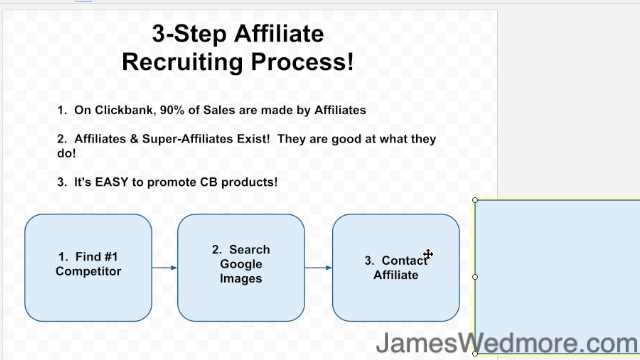 3-Step Affiliate
Recruiting Process!
1. On Clickbank, 90% of Sales are made by Affiliates
2. Affiliates & Super-Affiliates Exist! They are good at what they
do!
3. It's EASY to promote CB products!
1. Find #1
Competitor
2. Search
Google
Images
3. Contact
Affiliate
JamesWedmore.com